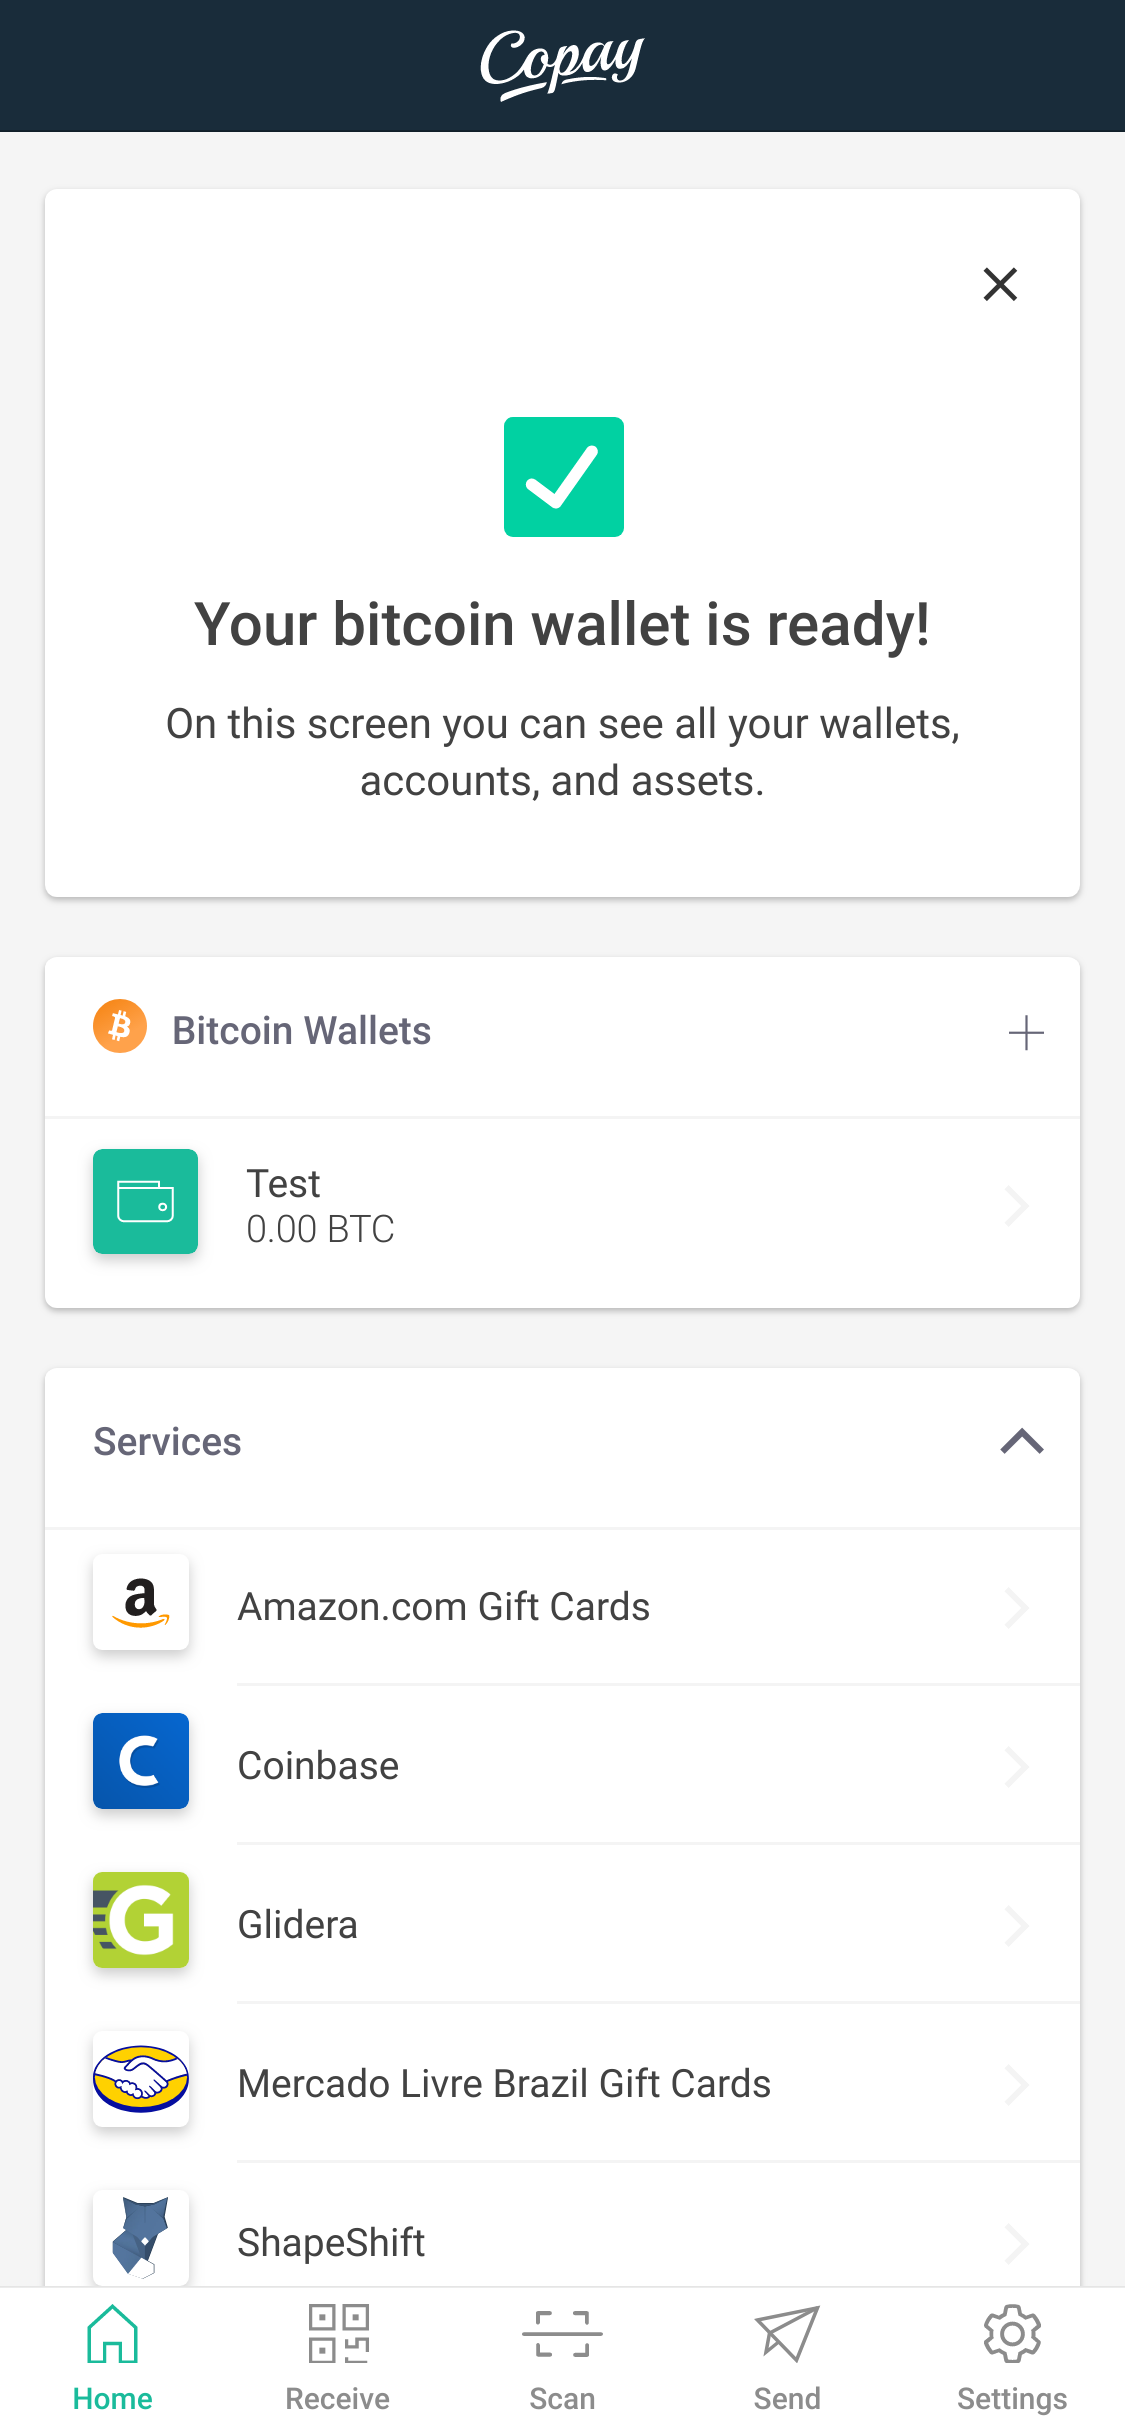 Copay
Your bitcoin wallet is ready!
On this screen you can see all your wallets,
accounts, and assets.
Bitcoin Wallets
Test
0.00 BTC
Services
Amazon.com Gift Cards
Coinbase
Glidera
Mercado Livre Brazil Gift Cards
ShapeShift
Home
Receive
Scan
Send
Settings